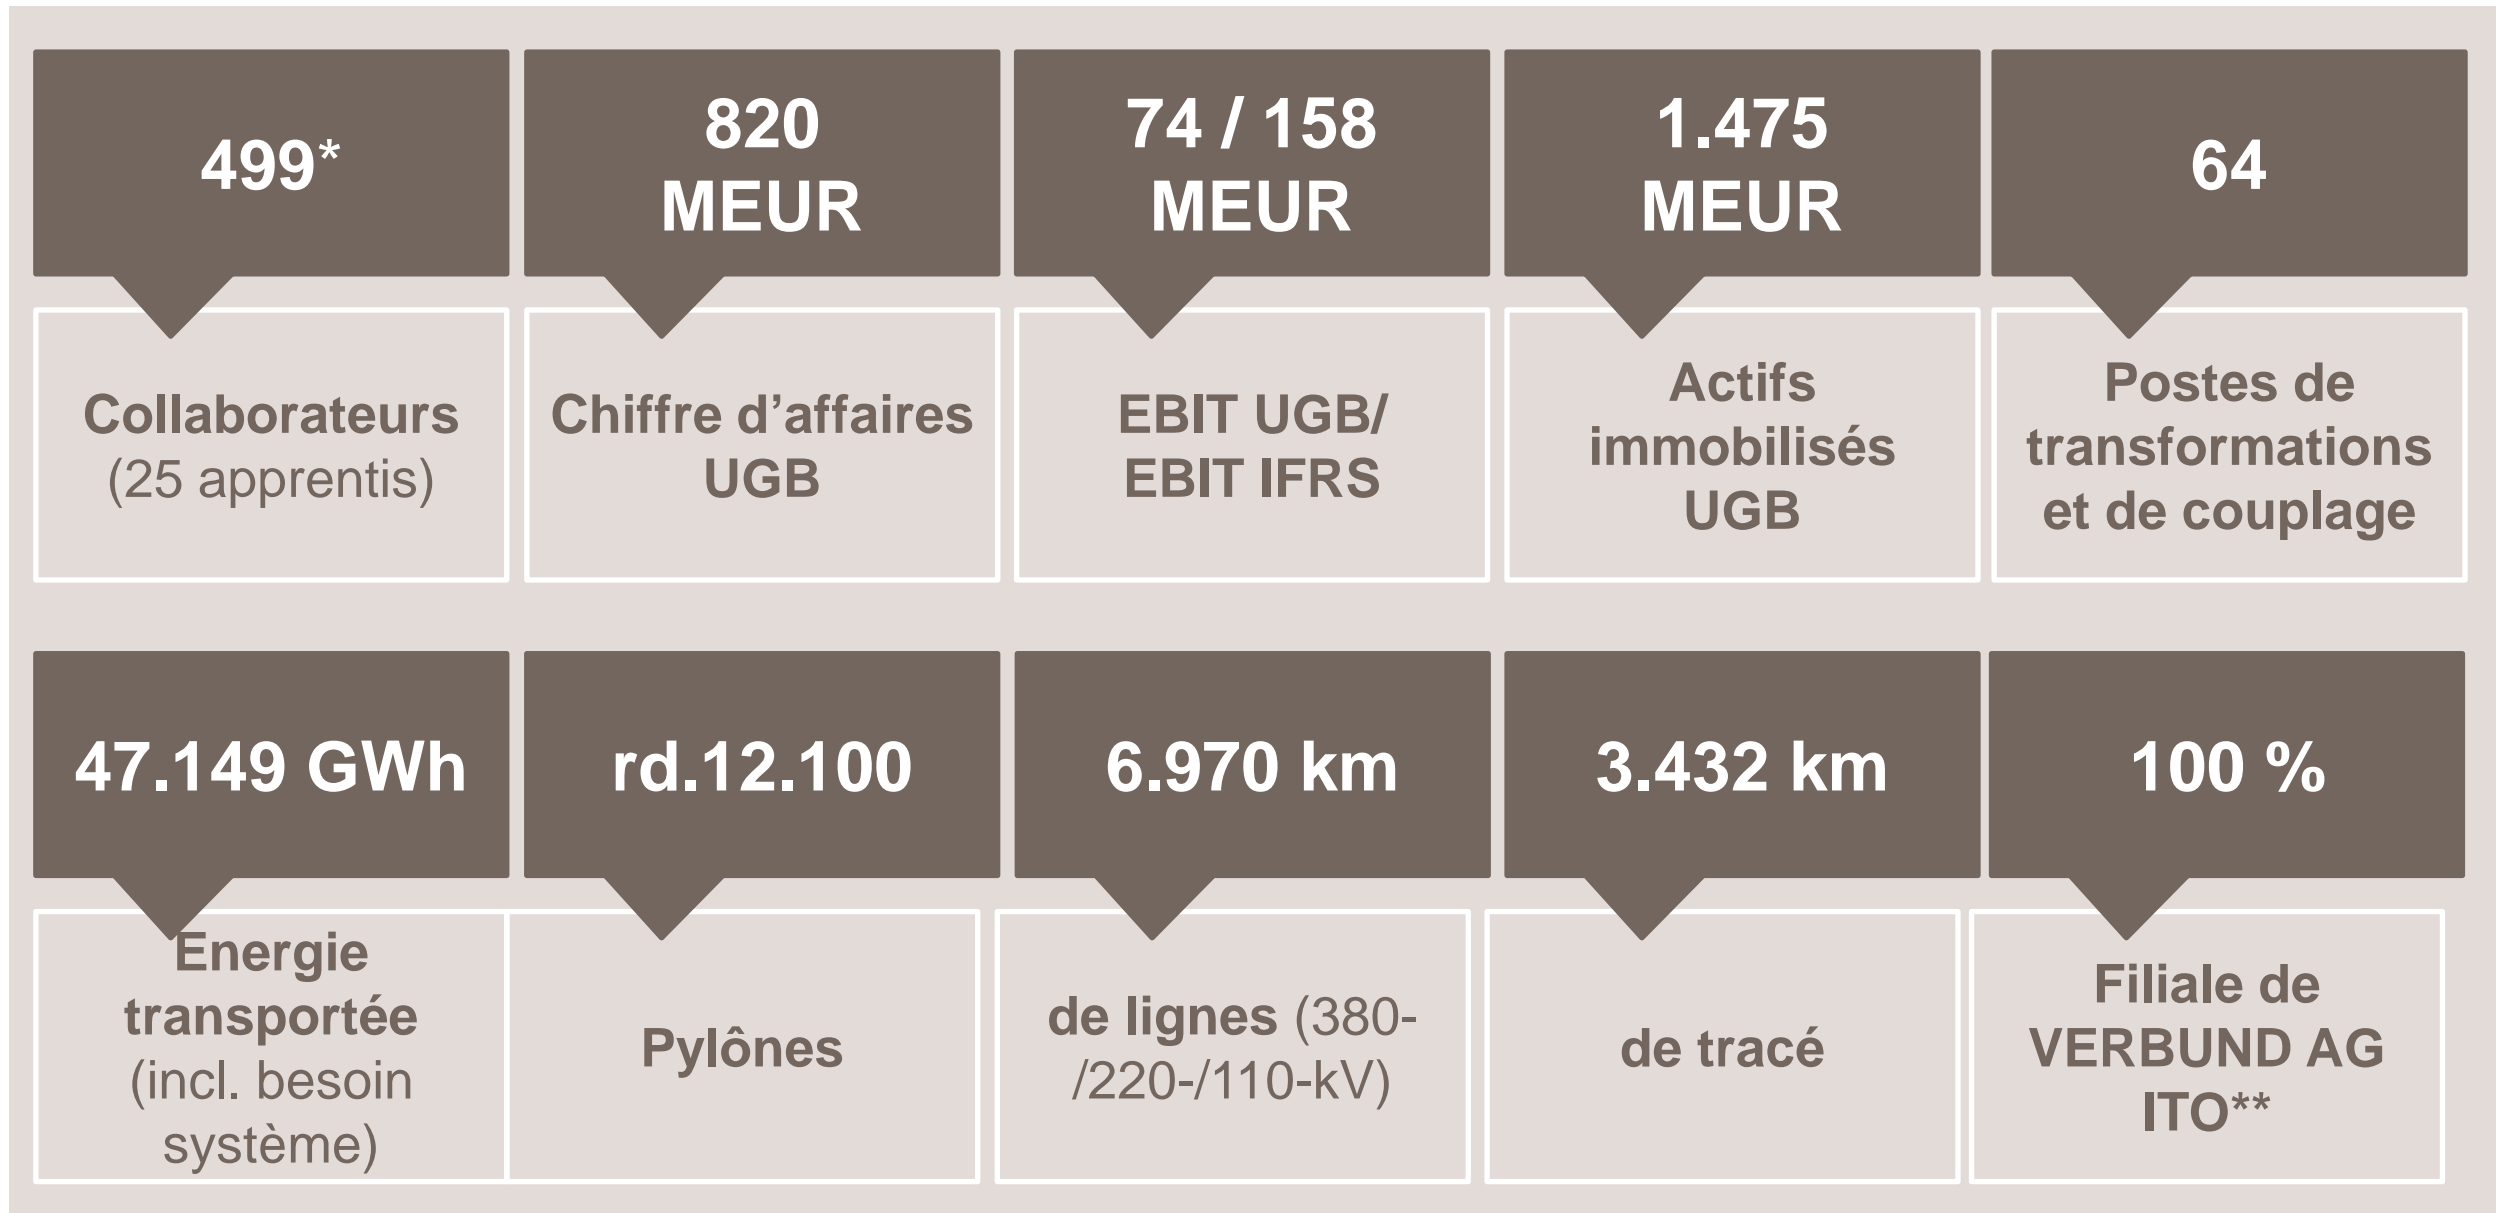 499*
Collaborateurs
(25 apprentis)
820
MEUR
Chiffre d’affaires
UGB
74 / 158
MEUR
EBIT UGB/
EBIT IFRS
1.475
MEUR
Actifs
immobilisés
UGB
64
Postes de
transformations
et de couplage
47.149 GWh
Energie
transportée
(incl. besoin
système)
rd.12.100
Pylônes
6.970 km
de lignes (380-
/220-/110-kV)
3.432 km
de tracé
100 %
Filiale de
VERBUND AG
ITO**